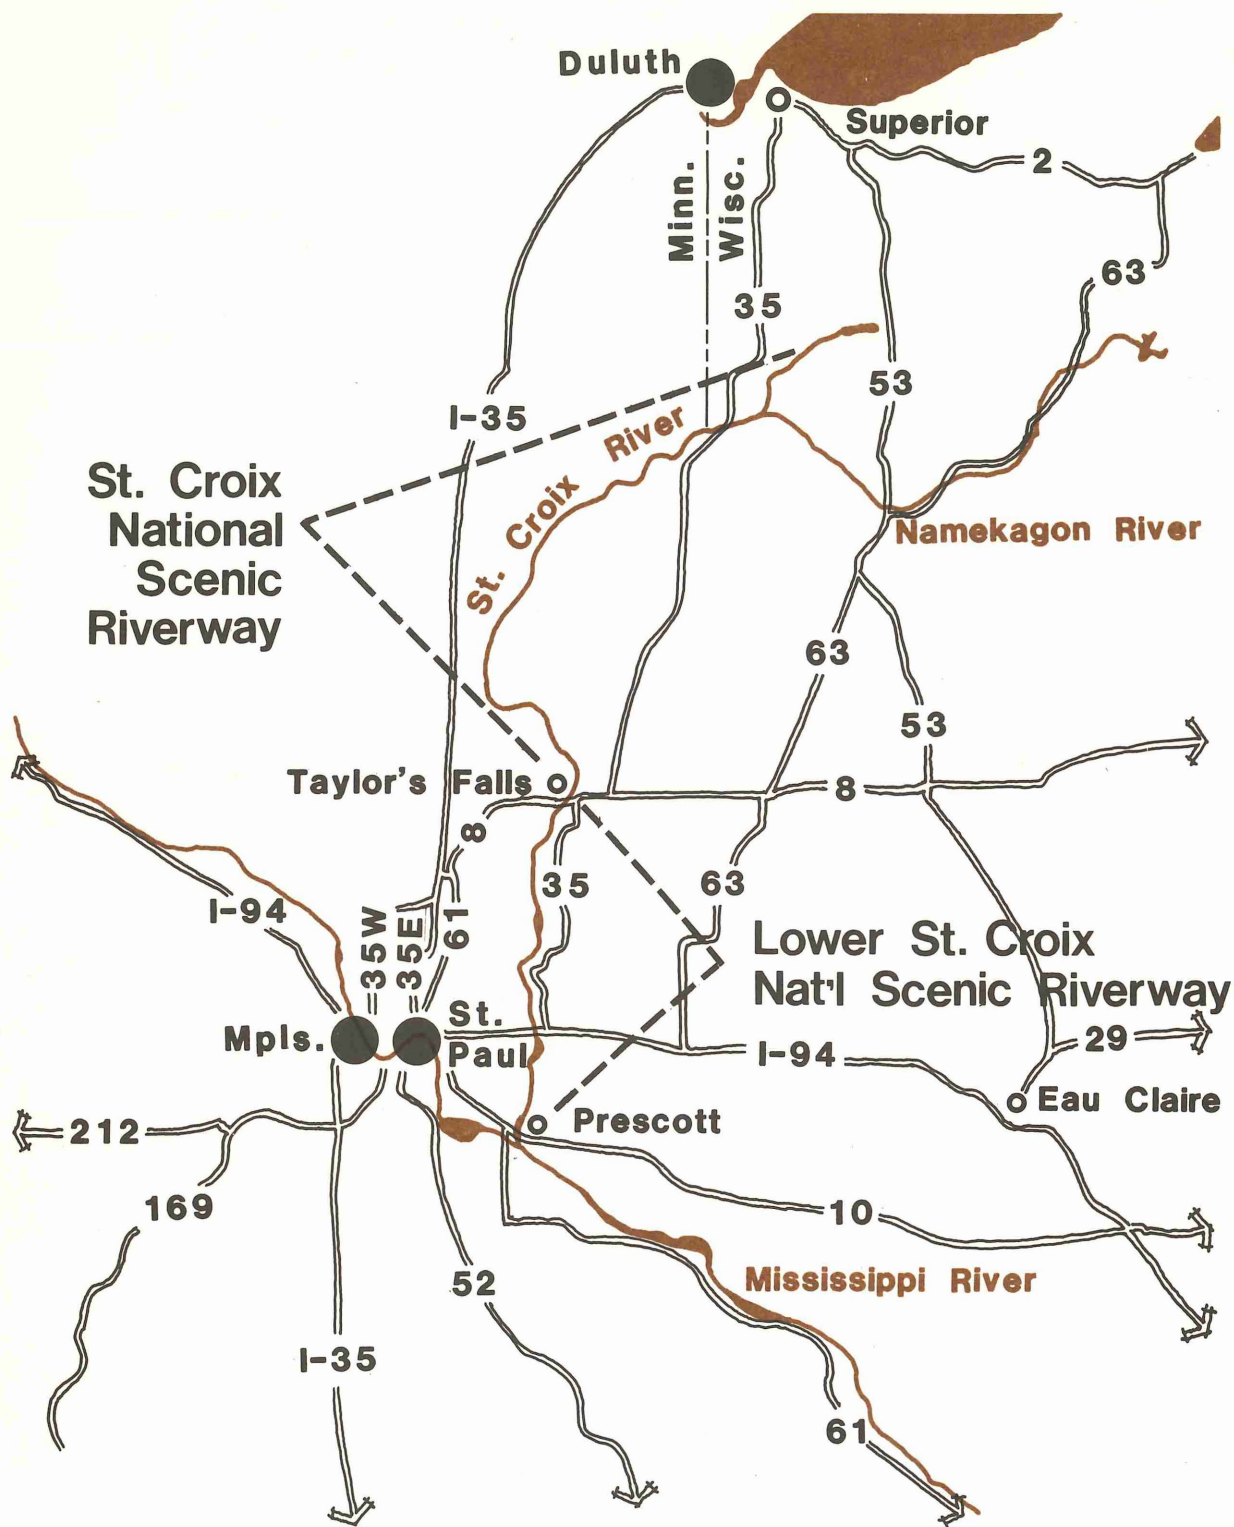 Duluth
Superior
2
Minn.
Wisc.
63
35
53
I-35
St. Croix River
St. Croix
National
Scenic
Riverway
Namekagon River
63
53
Taylor's Falls
8
8
35
63
I-94
35W
35E
61
Lower St. Croix
Nat'l Scenic Riverway
Mpls.
St.
Paul
I-94
29
Eau Claire
Prescott
212
169
10
52
Mississippi River
I-35
61